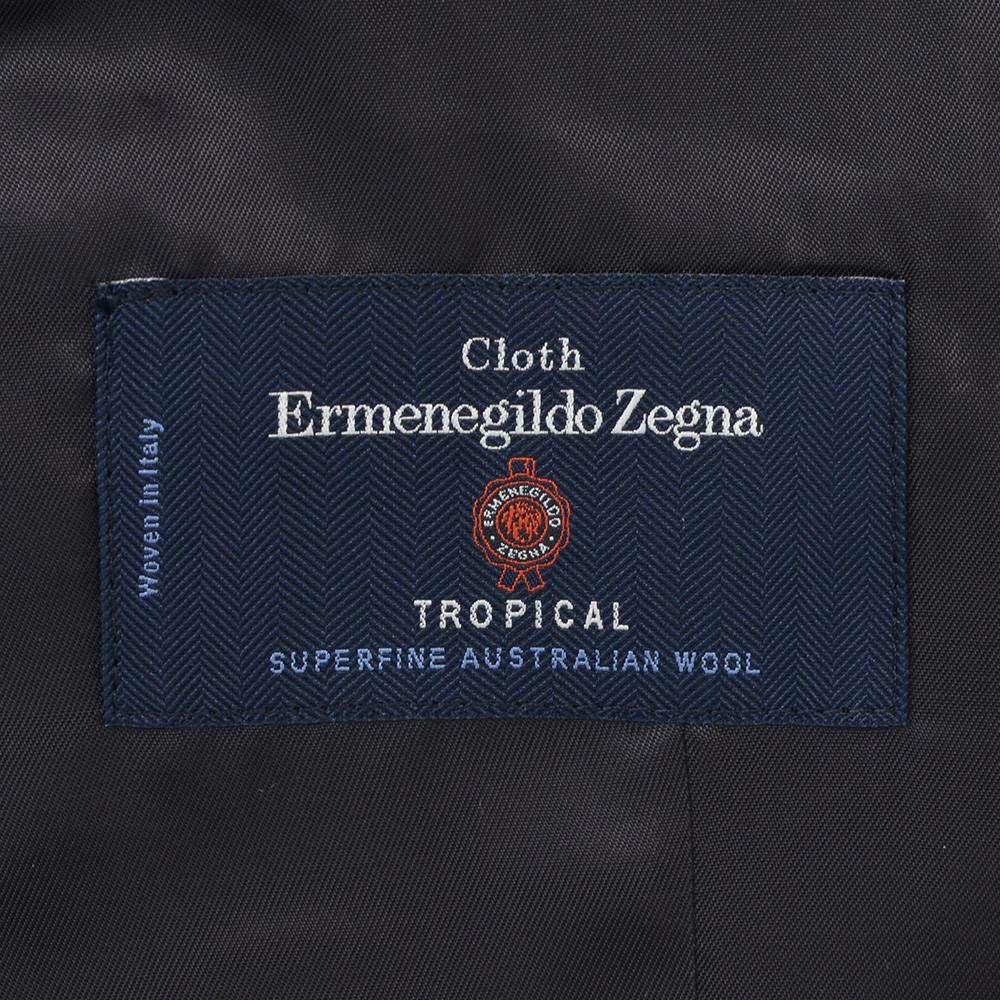 Cloth
Ermenegildo Zegna
Woven in Italy
ERMENEGILDO
ZEGNA
TROPICAL
SUPERFINE AUSTRALIAN WOOL